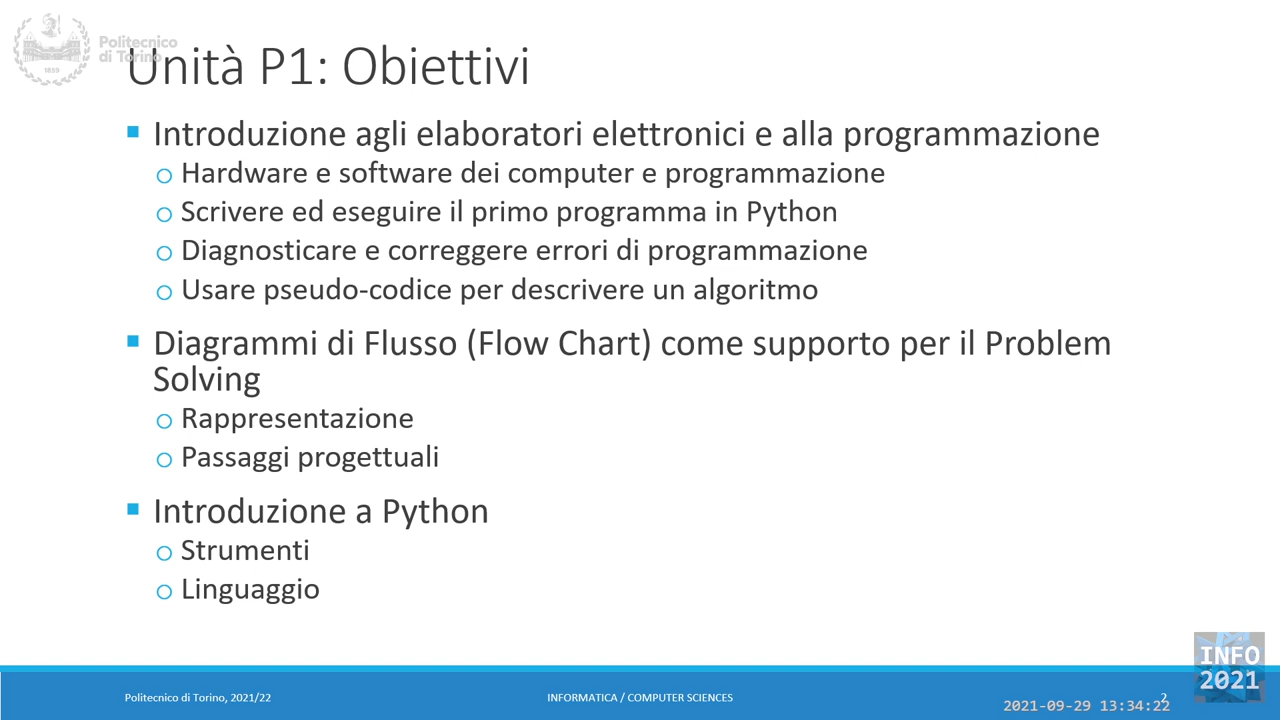 Politecnico
di Torino
1859
Unità P1: Obiettivi
Introduzione agli elaboratori elettronici e alla programmazione
Hardware e software dei computer e programmazione
Scrivere ed eseguire il primo programma in Python
Diagnosticare e correggere errori di programmazione
Usare pseudo-codice per descrivere un algoritmo
Diagrammi di Flusso (Flow Chart) come supporto per il Problem
Solving
Rappresentazione
Passaggi progettuali
Introduzione a Python
Strumenti
Linguaggio
INFO
2021
Politecnico di Torino, 2021/22
INFORMATICA / COMPUTER SCIENCES
2
2021-09-29 13:34:22